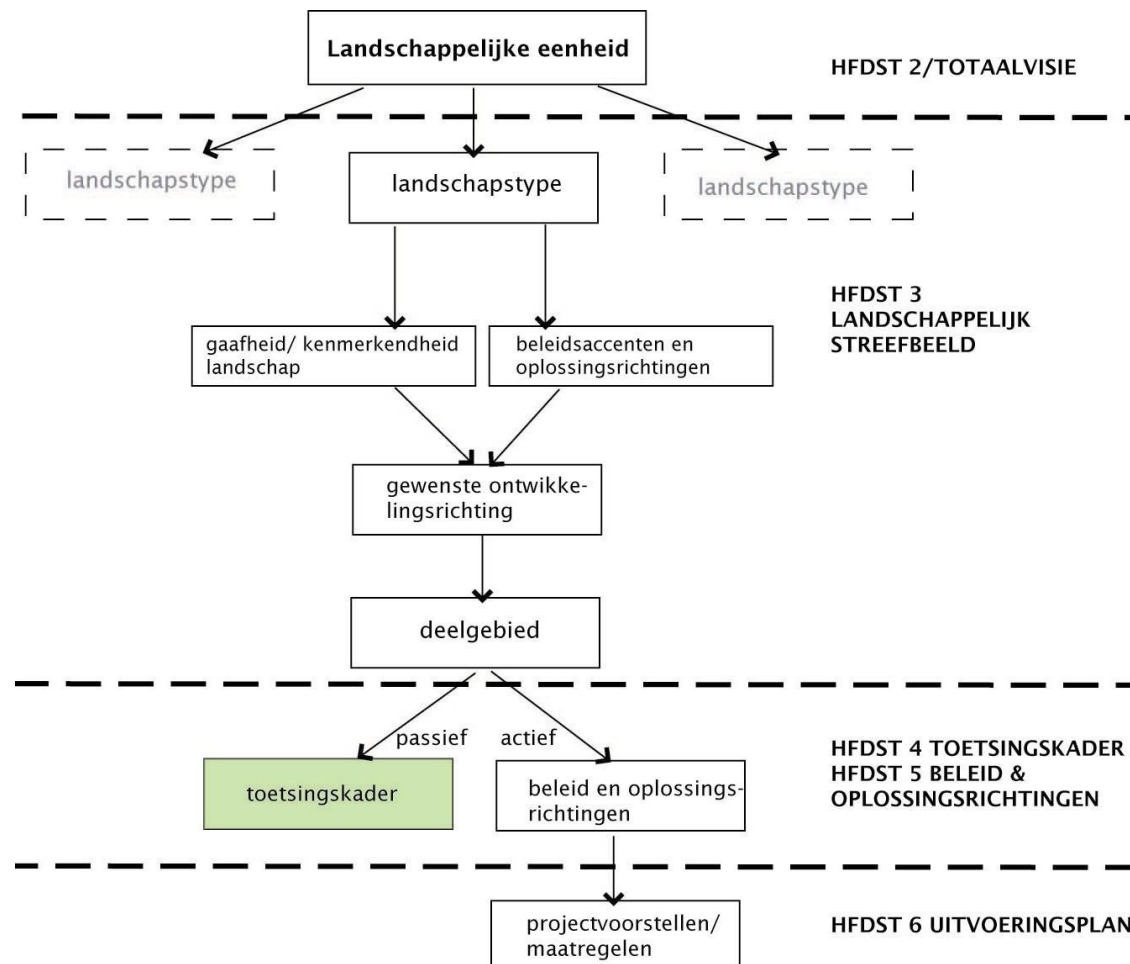 Landschappelijke eenheid
HFDST 2/TOTAALVISIE
landschapstype
landschapstype
landschapstype
HFDST 3
LANDSCHAPPELIJK
STREEFBEELD
gaafheid/ kenmerkendheid
landschap
beleidsaccenten en
oplossingsrichtingen
gewenste ontwikke-
lingsrichting
deelgebied
passief
actief
HFDST 4 TOETSINGSKADER
HFDST 5 BELEID &
OPLOSSINGSRICHTINGEN
toetsingskader
beleid en oplossings-
richtingen
projectvoorstellen/
maatregelen
HFDST 6 UITVOERINGSPLAN